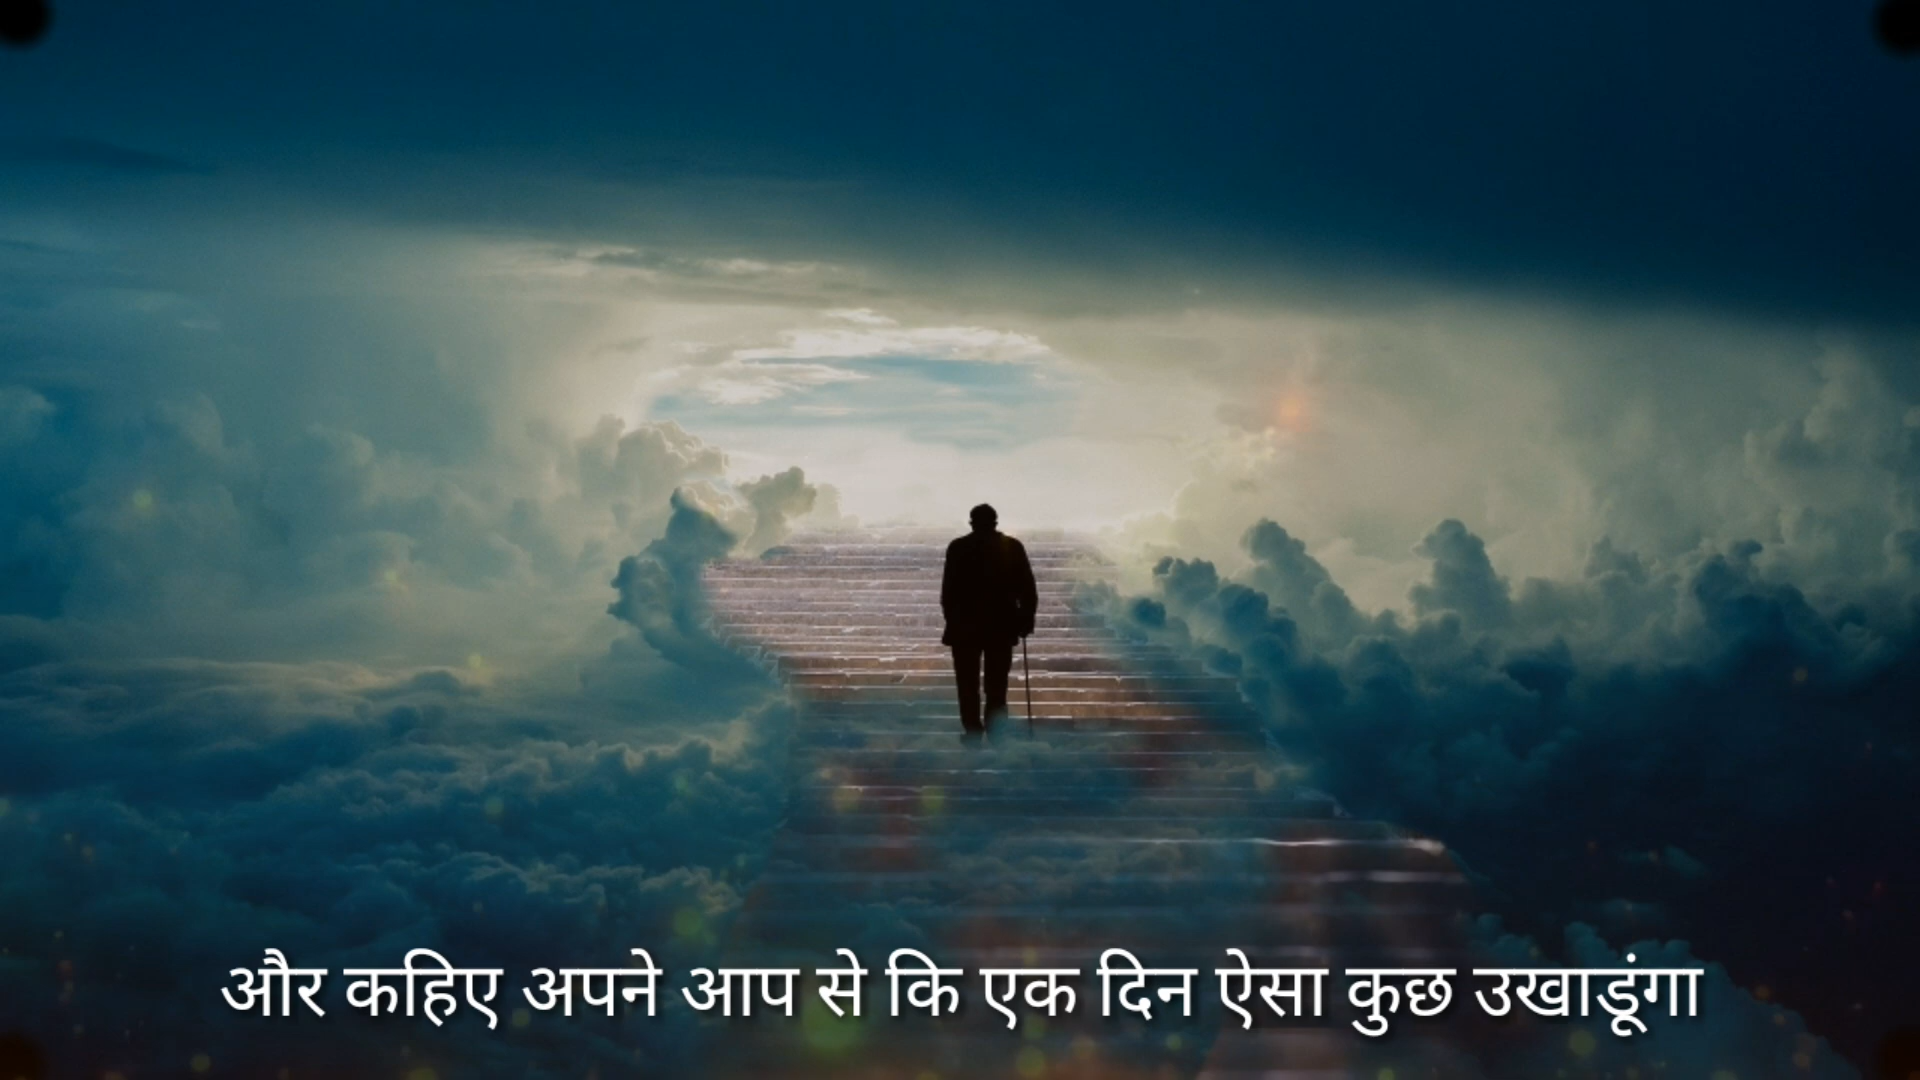 और कहिए अपने आप से कि एक दिन ऐसा कुछ उखाडूंगा